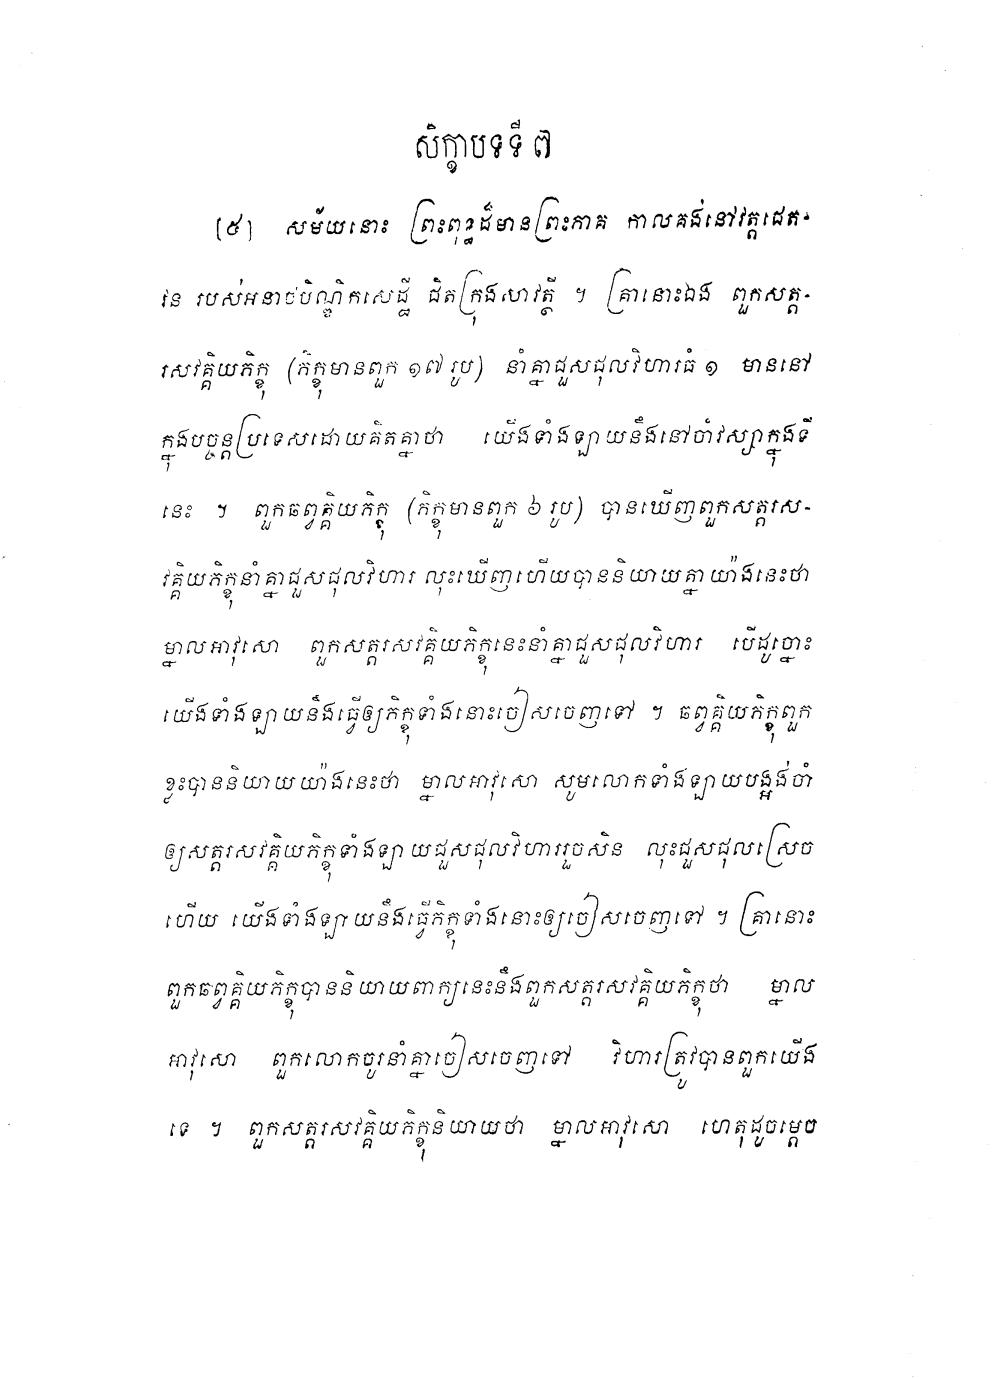 សិក្ខាបទទី ៧
[៥] សម័យនោះ ព្រះពុទ្ធដ៏មានព្រះភាគ កាលគង់នៅវត្តជេត-
វន របស់អនាថបិណ្ឌិកសេដ្ឋី ជិតក្រុងសាវត្ថី ។ គ្រានោះឯង ពួកសត្ត-
រសវគ្គិយភិក្ខុ (ភិក្ខុមានពួក ១៧ រូប) នាំគ្នាជួសជុលវិហារធំ ១ មាននៅ
ក្នុងបច្ចន្តប្រទេសដោយគិតគ្នាថា យើងទាំងឡាយនឹងនៅចាំវស្សាក្នុងទី
នេះ ។ ពួកឆព្វគ្គិយភិក្ខុ (ភិក្ខុមានពួក ៦ រូប) បានឃើញពួកសត្តរស-
វគ្គិយភិក្ខុនាំគ្នាជួសជុលវិហារ លុះឃើញហើយបាននិយាយគ្នាយ៉ាងនេះថា
ម្នាលអាវុសោ ពួកសត្តរសវគ្គិយភិក្ខុនេះនាំគ្នាជួសជុលវិហារ បើដូច្នោះ
យើងទាំងឡាយនឹងធ្វើឲ្យភិក្ខុទាំងនោះចៀសចេញទៅ ។ ឆព្វគ្គិយភិក្ខុពួក
ខ្លះបាននិយាយយ៉ាងនេះថា ម្នាលអាវុសោ សូមលោកទាំងឡាយបង្អង់ចាំ
ឲ្យសត្តរសវគ្គិយភិក្ខុទាំងឡាយជួសជុលវិហាររួចសិន លុះជួសជុលស្រេច
ហើយ យើងទាំងឡាយនឹងធ្វើភិក្ខុទាំងនោះឲ្យចៀសចេញទៅ ។ គ្រានោះ
ពួកឆព្វគ្គិយភិក្ខុបាននិយាយពាក្យនេះនឹងពួកសត្តរសវគ្គិយភិក្ខុថា ម្នាល
អាវុសោ ពួកលោកចូរនាំគ្នាចៀសចេញទៅ វិហារត្រូវបានពួកយើង
ទេ ។ ពួកសត្តរសវគ្គិយភិក្ខុនិយាយថា ម្នាលអាវុសោ ហេតុដូចម្តេច